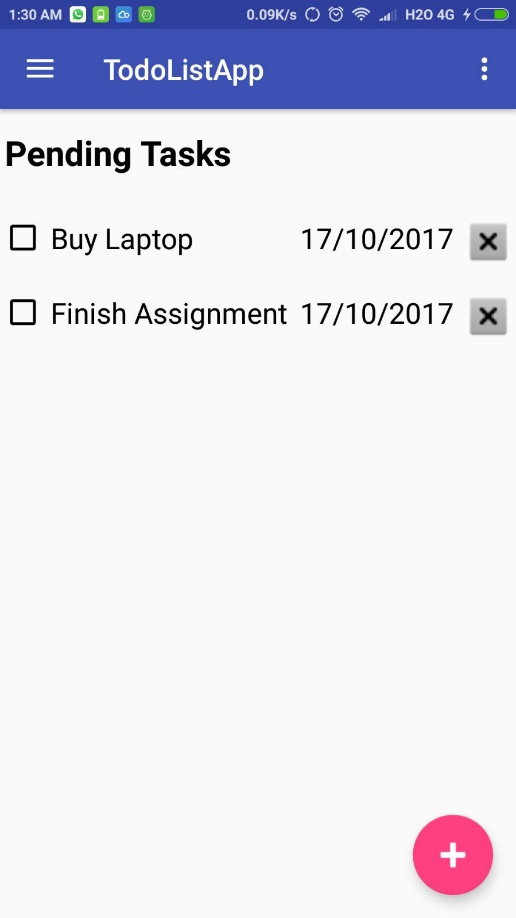 1:30 AM 0.09K/s H2O 4G
TodoListApp
Pending Tasks
Buy Laptop 17/10/2017
Finish Assignment 17/10/2017